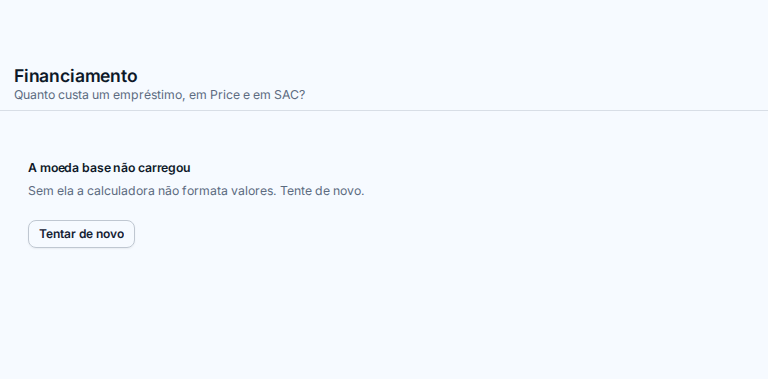 Financiamento
Quanto custa um empréstimo, em Price e em SAC?
A moeda base não carregou
Sem ela a calculadora não formata valores. Tente de novo.
Tentar de novo